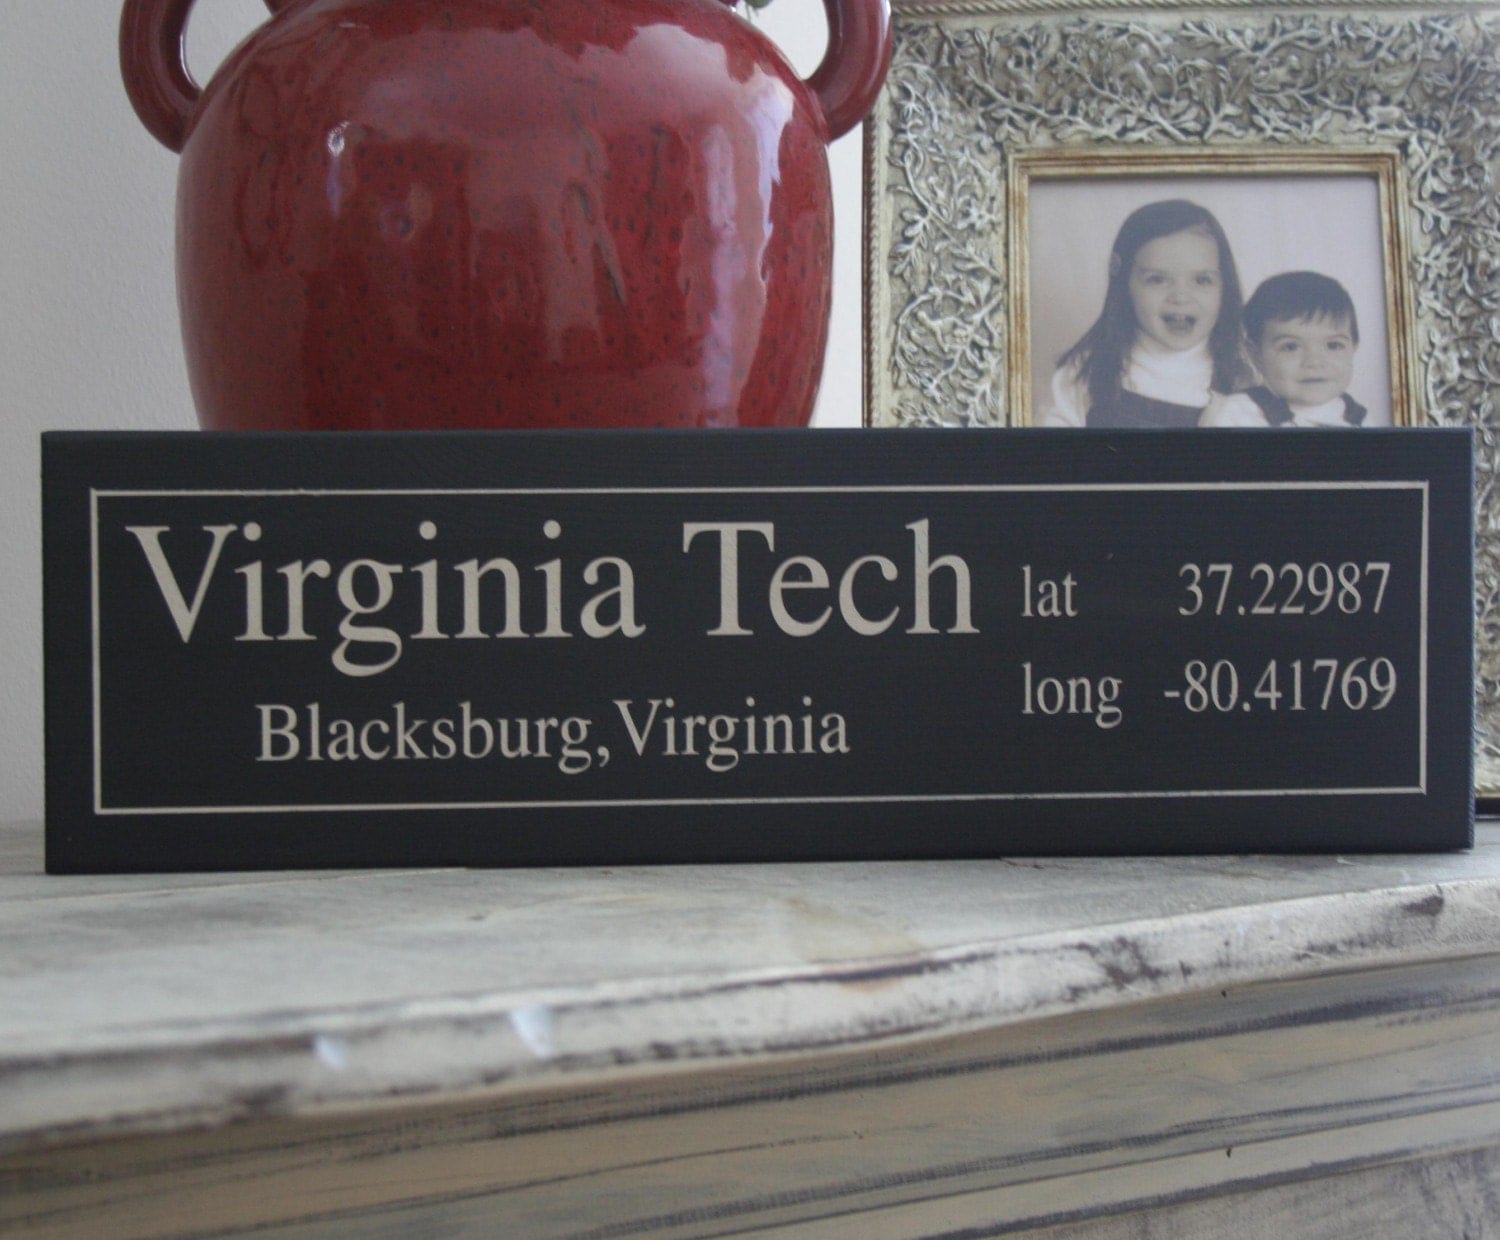 Virginia Tech
Blacksburg, Virginia
lat 37.22987
long -80.41769